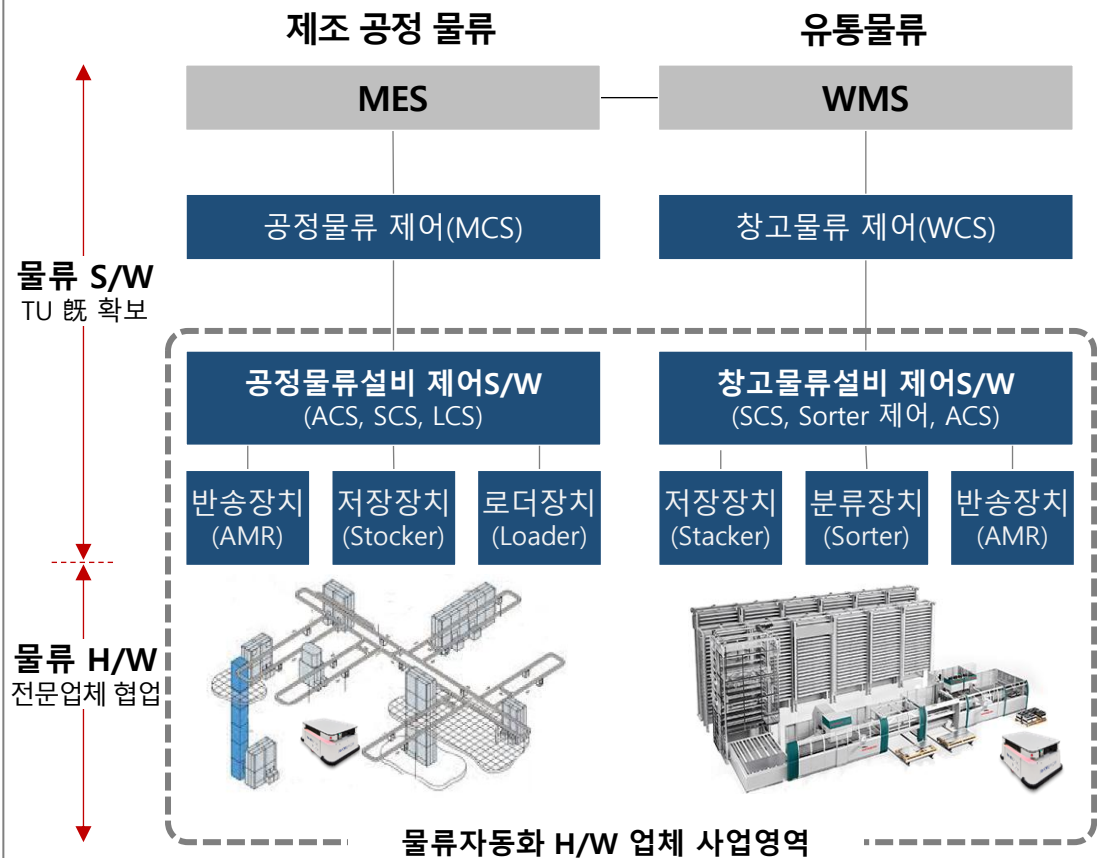 제조 공정 물류
유통물류
MES
WMS
공정물류 제어(MCS)
창고물류 제어(WCS)
물류 S/W
TU 旣 확보
공정물류설비 제어S/W
(ACS, SCS, LCS)
창고물류설비 제어S/W
(SCS, Sorter 제어, ACS)
반송장치
(AMR)
저장장치
(Stocker)
로더장치
(Loader)
저장장치
(Stacker)
분류장치
(Sorter)
반송장치
(AMR)
물류 H/W
전문업체 협업
물류자동화 H/W 업체 사업영역